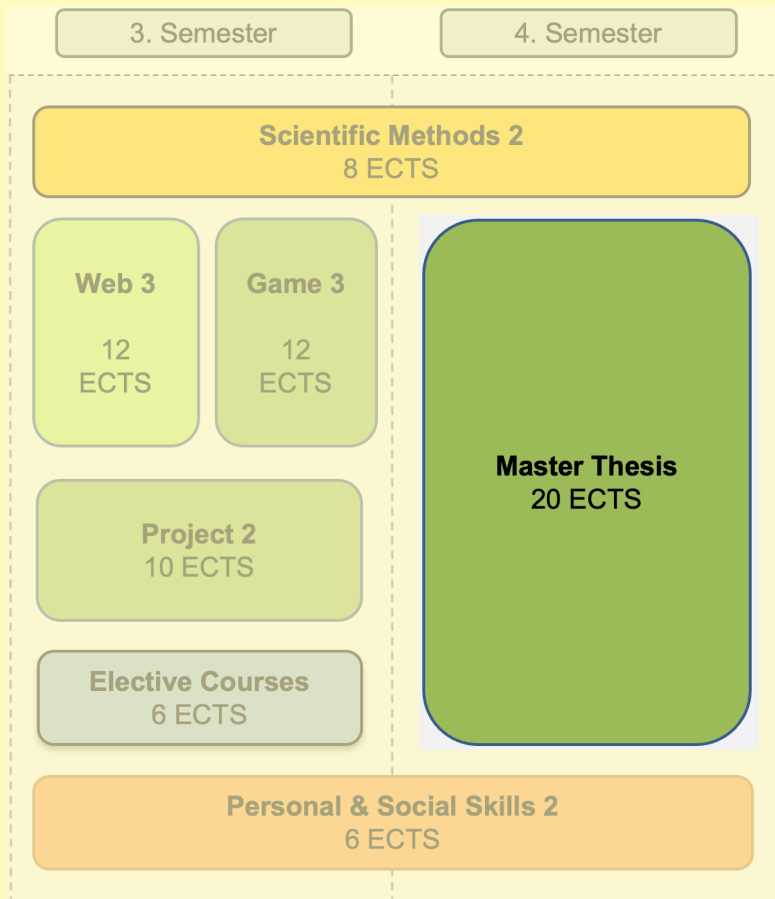 3. Semester
4. Semester
Scientific Methods 2
8 ECTS
Web 3
12
ECTS
Game 3
12
ECTS
Master Thesis
20 ECTS
Project 2
10 ECTS
Elective Courses
6 ECTS
Personal & Social Skills 2
6 ECTS